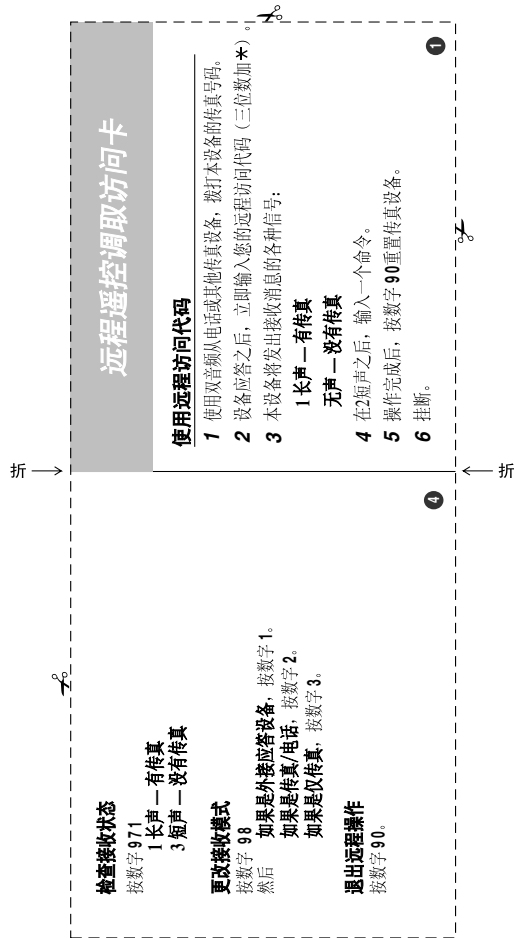 远程遥控调取访问卡
使用远程访问代码
1 使用双音频从电话或其他传真设备，拨打本设备的传真号码。
2 设备应答之后，立即输入您的远程访问代码（三位数加*）。
3 本设备将发出接收消息的各种信号：
1长声 — 有传真
无声 — 没有传真
4 在2短声之后，输入一个命令。
5 操作完成后，按数字 90重置传真设备。
6 挂断。
1
折
折
检查接收状态
按数字 971
1 长声 — 有传真
3 短声 — 没有传真
更改接收模式
按数字 98
然后
如果是外接应答设备，按数字 1。
如果是传真/电话，按数字 2。
如果是仅传真，按数字 3。
退出远程操作
按数字 90。
4